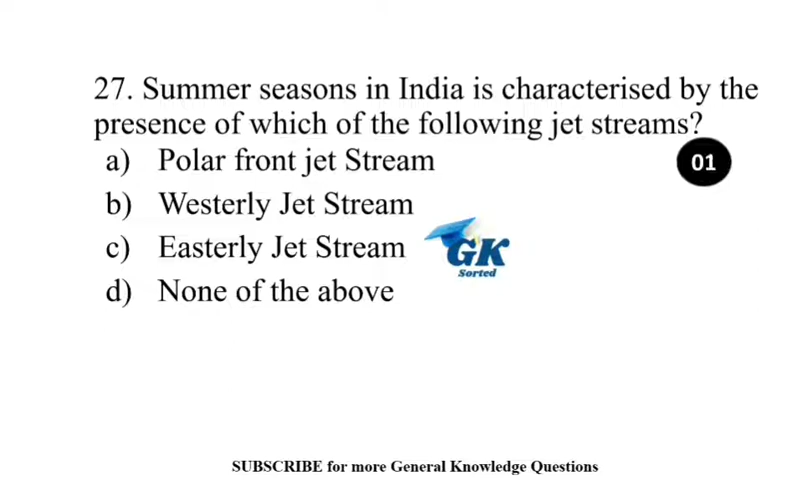 27. Summer seasons in India is characterised by the
presence of which of the following jet streams?
a) Polar front jet Stream
01
b) Westerly Jet Stream
c) Easterly Jet Stream
GK
Sorted
d) None of the above
SUBSCRIBE for more General Knowledge Questions